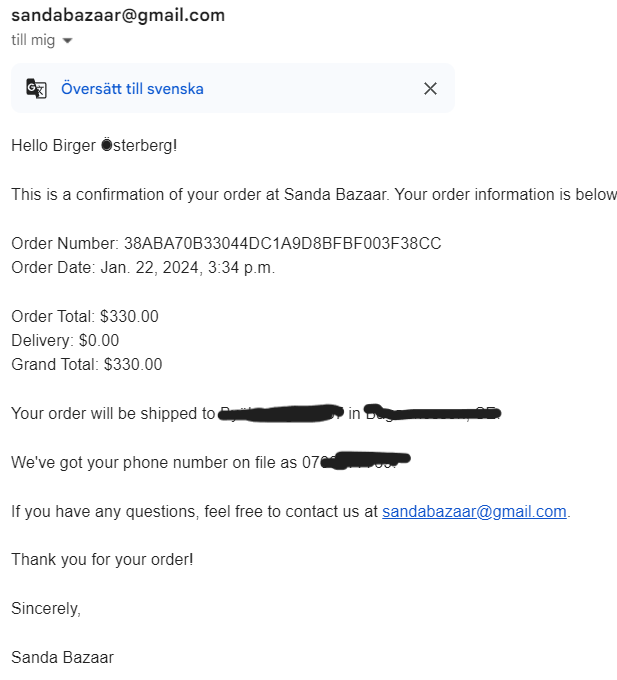 sandabazaar@gmail.com
till mig
Översätt till svenska
Hello Birger Österberg!
This is a confirmation of your order at Sanda Bazaar. Your order information is below
Order Number: 38ABA70B33044DC1A9D8BFBF003F38CC
Order Date: Jan. 22, 2024, 3:34 p.m.
Order Total: $330.00
Delivery: $0.00
Grand Total: $330.00
Your order will be shipped to in
We've got your phone number on file as
If you have any questions, feel free to contact us at sandabazaar@gmail.com.
Thank you for your order!
Sincerely,
Sanda Bazaar